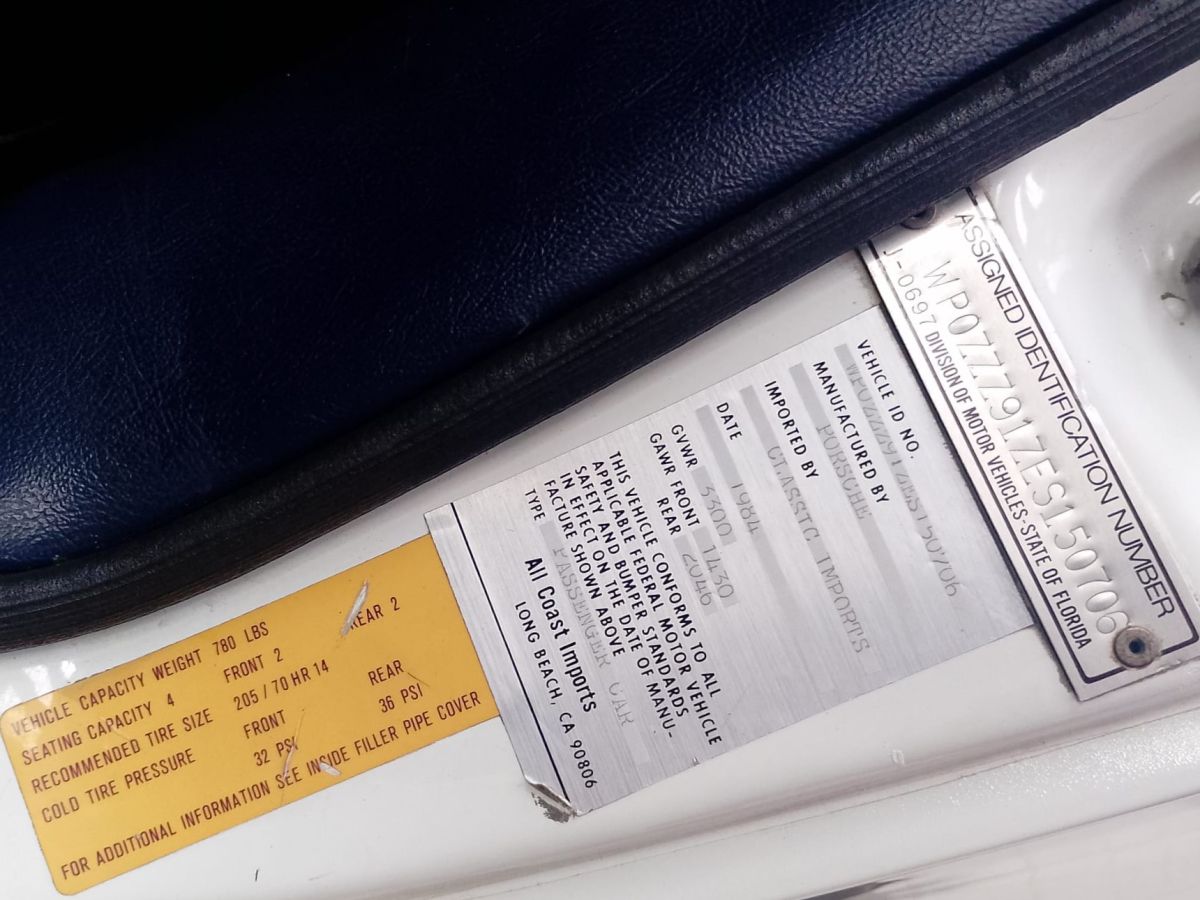 VEHICLE CAPACITY WEIGHT 780 LBS
SEATING CAPACITY 4 FRONT 2 REAR 2
RECOMMENDED TIRE SIZE 205 / 70 HR 14
COLD TIRE PRESSURE FRONT REAR
32 PSI 36 PSI
FOR ADDITIONAL INFORMATION SEE INSIDE FILLER PIPE COVER
VEHICLE ID NO.
WP0ZZZ91ZES150706
MANUFACTURED BY
PORSCHE
IMPORTED BY
CLASSIC IMPORTS
DATE 1984
GVWR 3300
GAWR FRONT 1430
REAR 2046
THIS VEHICLE CONFORMS TO ALL
APPLICABLE FEDERAL MOTOR VEHICLE
SAFETY AND BUMPER STANDARDS
IN EFFECT ON THE DATE OF MANU-
FACTURE SHOWN ABOVE
TYPE PASSENGER CAR
All Coast Imports
LONG BEACH, CA 90806
ASSIGNED IDENTIFICATION NUMBER
WP0ZZZ91ZES150706
J-0697 DIVISION OF MOTOR VEHICLES-STATE OF FLORIDA